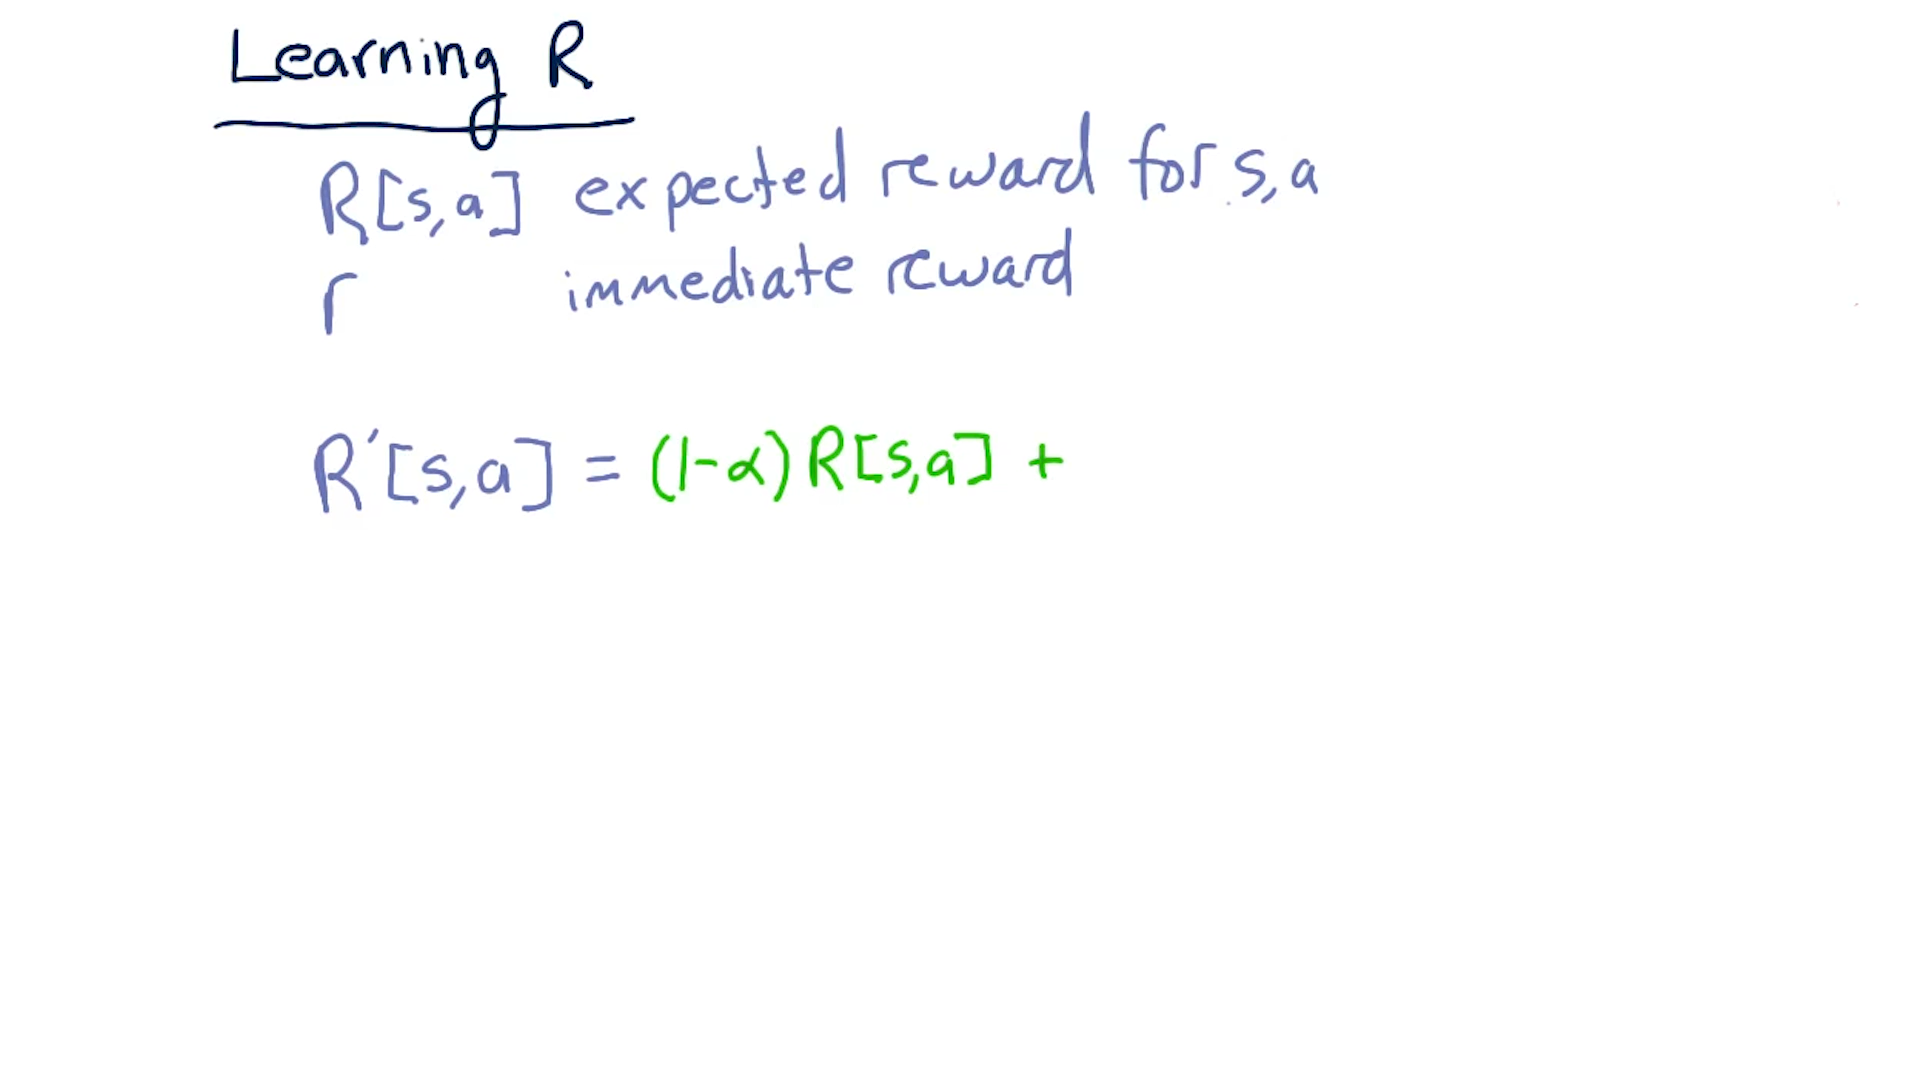 Learning R
R[s,a] expected reward for s,a
r immediate reward
R'[s,a] = (1-α) R[s,a] +